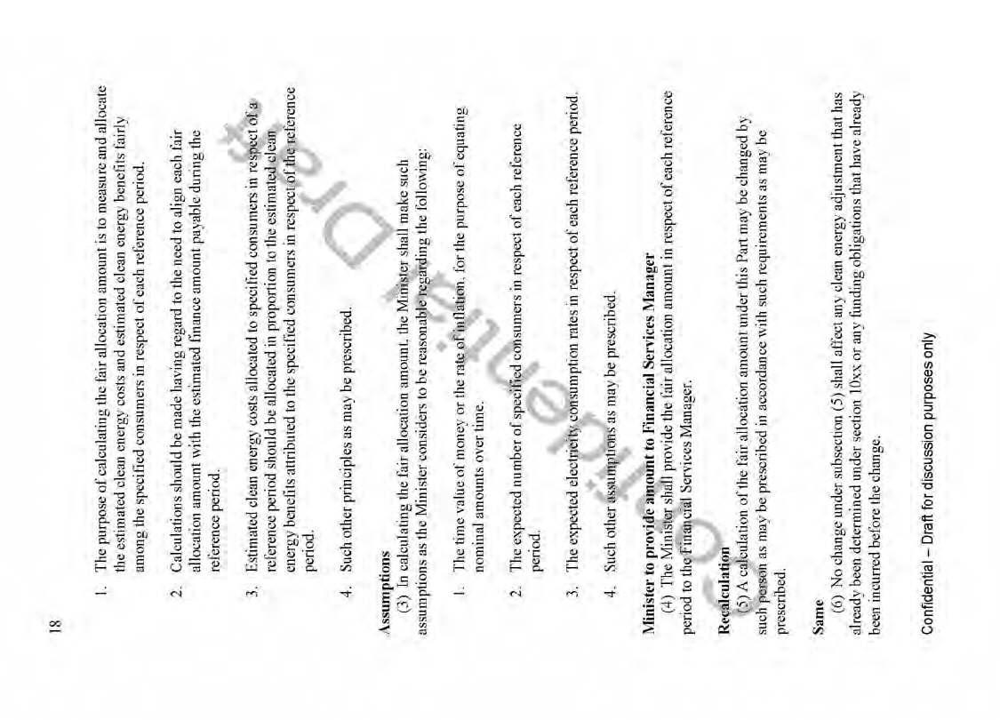 18
1. The purpose of calculating the fair allocation amount is to measure and allocate
the estimated clean energy costs and estimated clean energy benefits fairly
among the specified consumers in respect of each reference period.
2. Calculations should be made having regard to the need to align each fair
allocation amount with the estimated finance amount payable during the
reference period.
3. Estimated clean energy costs allocated to specified consumers in respect of a
reference period should be allocated in proportion to the estimated clean
energy benefits attributed to the specified consumers in respect of the reference
period.
4. Such other principles as may be prescribed.
Assumptions
(3) In calculating the fair allocation amount, the Minister shall make such
assumptions as the Minister considers to be reasonable regarding the following:
1. The time value of money or the rate of inflation, for the purpose of equating
nominal amounts over time.
2. The expected number of specified consumers in respect of each reference
period.
3. The expected electricity consumption rates in respect of each reference period.
4. Such other assumptions as may be prescribed.
Minister to provide amount to Financial Services Manager
(4) The Minister shall provide the fair allocation amount in respect of each reference
period to the Financial Services Manager.
Recalculation
(5) A calculation of the fair allocation amount under this Part may be changed by
such person as may be prescribed in accordance with such requirements as may be
prescribed.
Same
(6) No change under subsection (5) shall affect any clean energy adjustment that has
already been determined under section 10xx or any funding obligations that have already
been incurred before the change.
Confidential – Draft for discussion purposes only
Confidential Draft